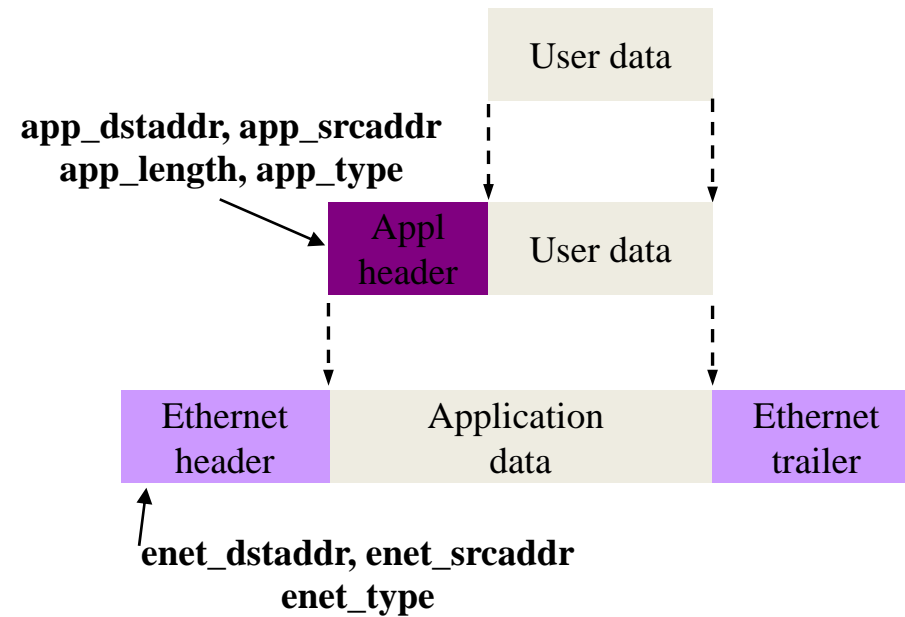 User data
app_dstaddr, app_srcaddr
app_length, app_type
Appl
header
User data
Ethernet
header
Application
data
Ethernet
trailer
enet_dstaddr, enet_srcaddr
enet_type